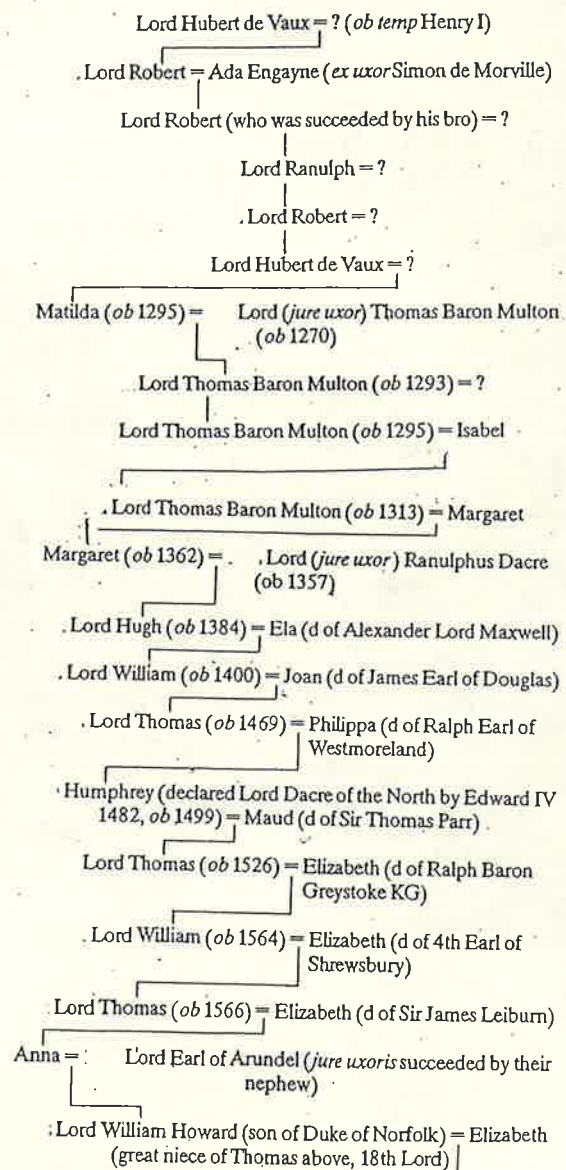 Lord Hubert de Vaux = ? (ob temp Henry I)
Lord Robert = Ada Engayne (ex uxor Simon de Morville)
Lord Robert (who was succeeded by his bro) = ?
Lord Ranulph = ?
Lord Robert = ?
Lord Hubert de Vaux = ?
Matilda (ob 1295) = Lord (jure uxor) Thomas Baron Multon
(ob 1270)
Lord Thomas Baron Multon (ob 1293) = ?
Lord Thomas Baron Multon (ob 1295) = Isabel
Lord Thomas Baron Multon (ob 1313) = Margaret
Margaret (ob 1362) = Lord (jure uxor) Ranulphus Dacre
(ob 1357)
Lord Hugh (ob 1384) = Ela (d of Alexander Lord Maxwell)
Lord William (ob 1400) = Joan (d of James Earl of Douglas)
Lord Thomas (ob 1469) = Philippa (d of Ralph Earl of
Westmoreland)
Humphrey (declared Lord Dacre of the North by Edward IV
1482, ob 1499) = Maud (d of Sir Thomas Parr)
Lord Thomas (ob 1526) = Elizabeth (d of Ralph Baron
Greystoke KG)
Lord William (ob 1564) = Elizabeth (d of 4th Earl of
Shrewsbury)
Lord Thomas (ob 1566) = Elizabeth (d of Sir James Leiburn)
Anna = Lord Earl of Arundel (jure uxoris succeeded by their
nephew)
Lord William Howard (son of Duke of Norfolk) = Elizabeth
(great niece of Thomas above, 18th Lord)